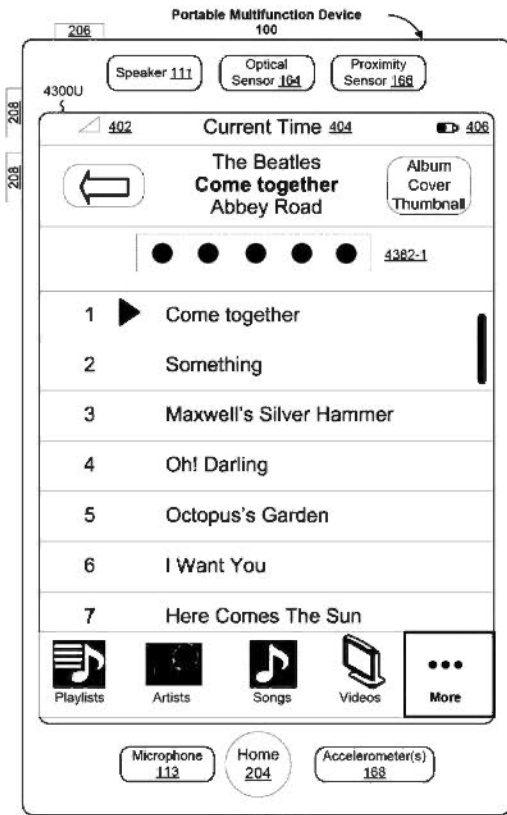 Portable Multifunction Device
100
206
Speaker 111
Optical
Sensor 164
Proximity
Sensor 166
4300U
208
208
402
Current Time 404
406
The Beatles
Come together
Abbey Road
Album
Cover
Thumbnail
4382-1
1 Come together
2 Something
3 Maxwell's Silver Hammer
4 Oh! Darling
5 Octopus's Garden
6 I Want You
7 Here Comes The Sun
Playlists
Artists
Songs
Videos
More
Microphone
113
Home
204
Accelerometer(s)
168